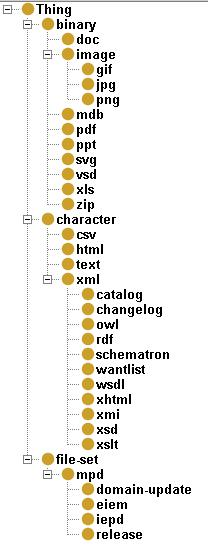 Thing
binary
doc
image
gif
jpg
png
mdb
pdf
ppt
svg
vsd
xls
zip
character
csv
html
text
xml
catalog
changelog
owl
rdf
schematron
wantlist
wsdl
xhtml
xmi
xsd
xslt
file-set
mpd
domain-update
eiem
iepd
release